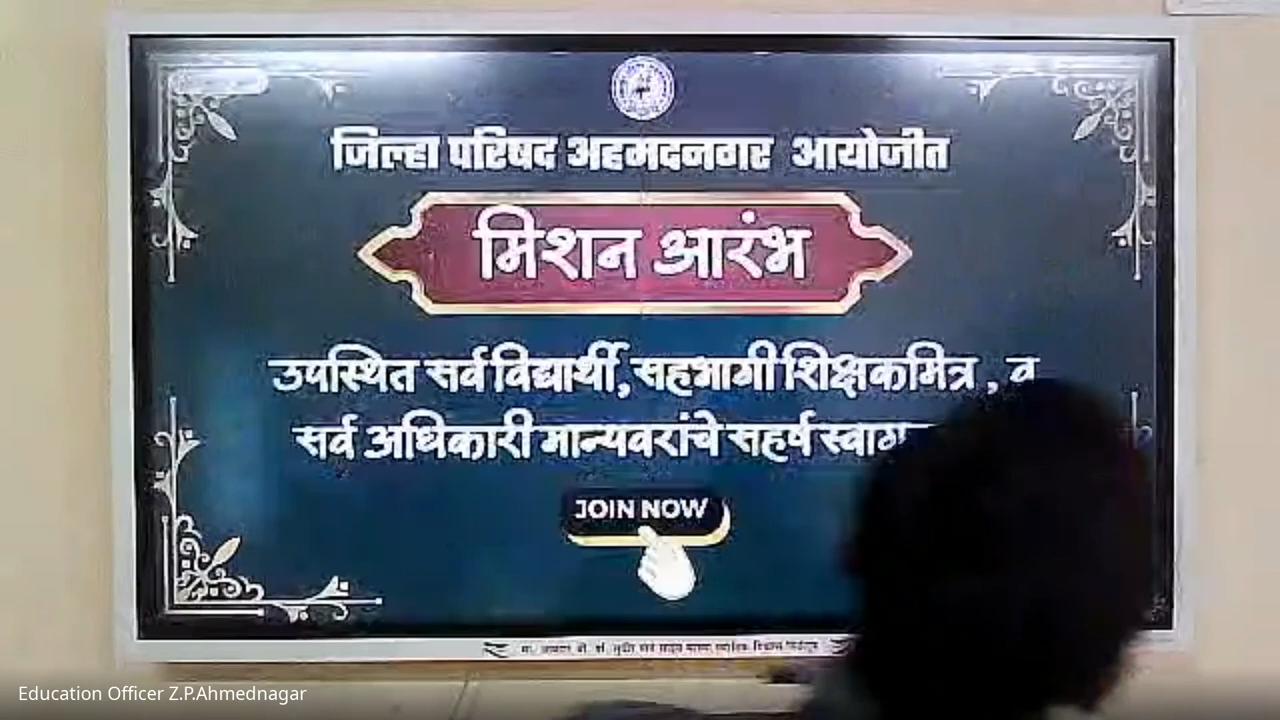 जिल्हा परिषद अहमदनगर आयोजीत
मिशन आरंभ
उपस्थित सर्व विद्यार्थी, सहभागी शिक्षकमित्र , व
सर्व अधिकारी मान्यवरांचे सहर्ष
JOIN NOW
Education Officer Z.P.Ahmednagar